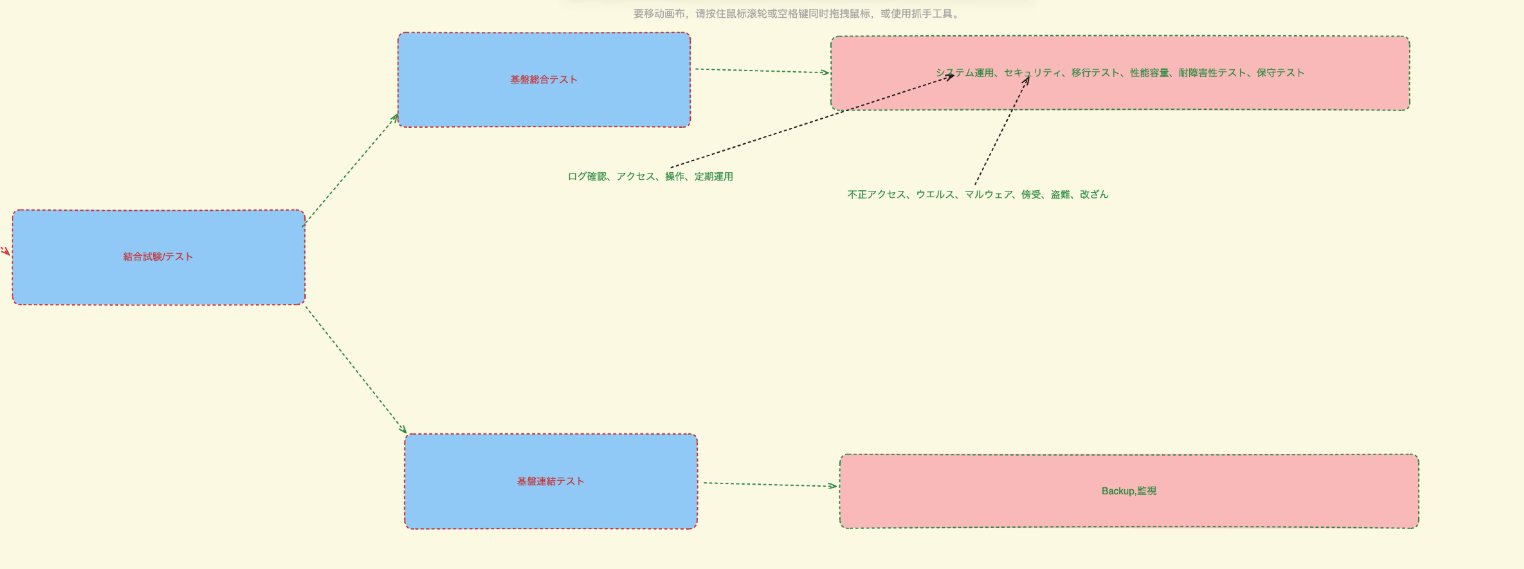 要移动画布，请按住鼠标滚轮或空格键同时拖拽鼠标，或使用抓手工具。
基盤総合テスト
システム運用、セキュリティ、移行テスト、性能容量、耐障害性テスト、保守テスト
ログ確認、アクセス、操作、定期運用
不正アクセス、ウエルス、マルウェア、傍受、盗難、改ざん
結合試験/テスト
基盤連結テスト
Backup,監視